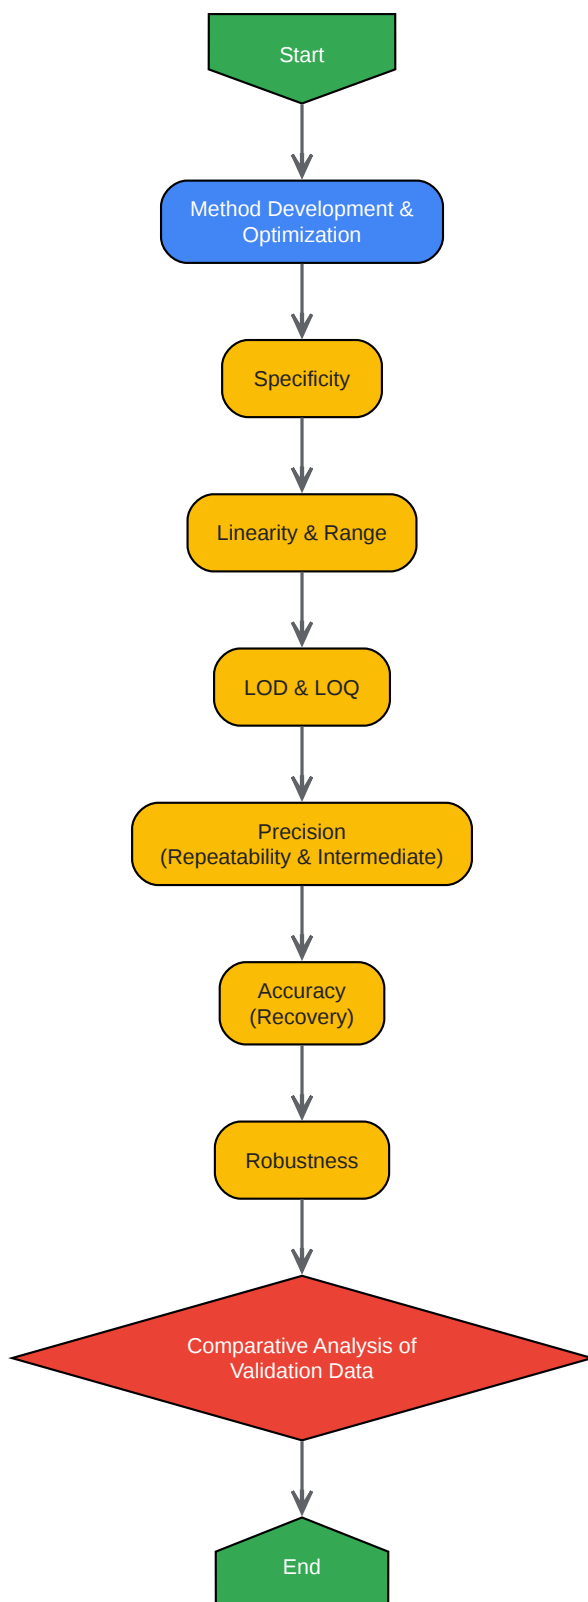 Start
Method Development &
Optimization
Specificity
Linearity & Range
LOD & LOQ
Precision
(Repeatability & Intermediate)
Accuracy
(Recovery)
Robustness
Comparative Analysis of
Validation Data
End